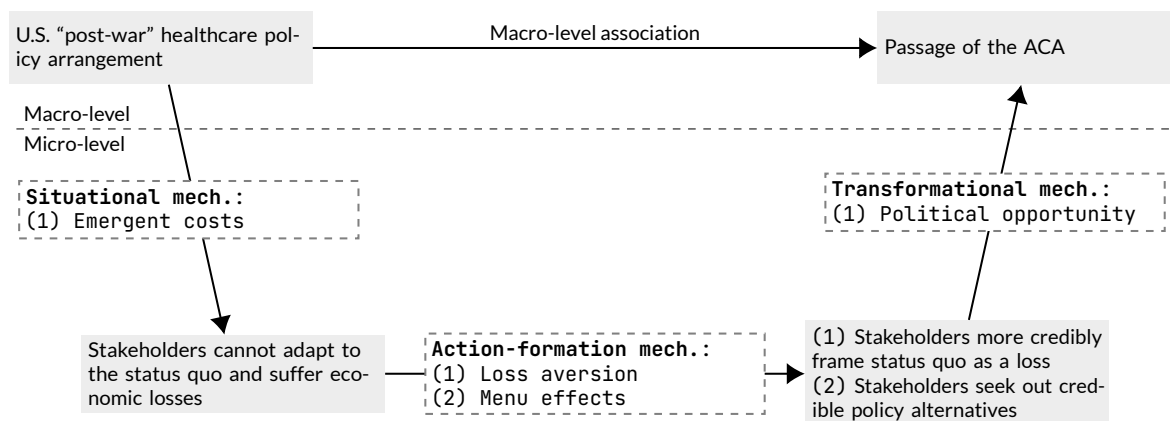 U.S. “post-war” healthcare pol-
icy arrangement
Macro-level association
Passage of the ACA
Macro-level
Micro-level
Situational mech.:
(1) Emergent costs
Transformational mech.:
(1) Political opportunity
Stakeholders cannot adapt to
the status quo and suffer eco-
nomic losses
Action-formation mech.:
(1) Loss aversion
(2) Menu effects
(1) Stakeholders more credibly
frame status quo as a loss
(2) Stakeholders seek out cred-
ible policy alternatives